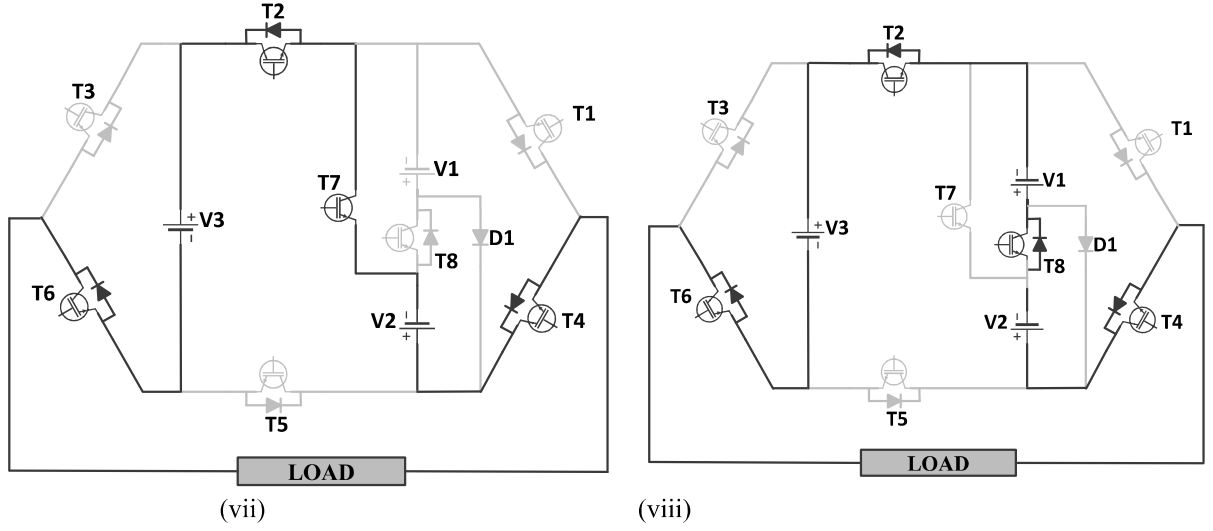 T2
T3
T1
V1
T7
V3
T8
D1
T6
V2
T4
T5
LOAD
(vii)
T2
T3
T1
V1
T7
V3
T8
D1
T6
V2
T4
T5
LOAD
(viii)